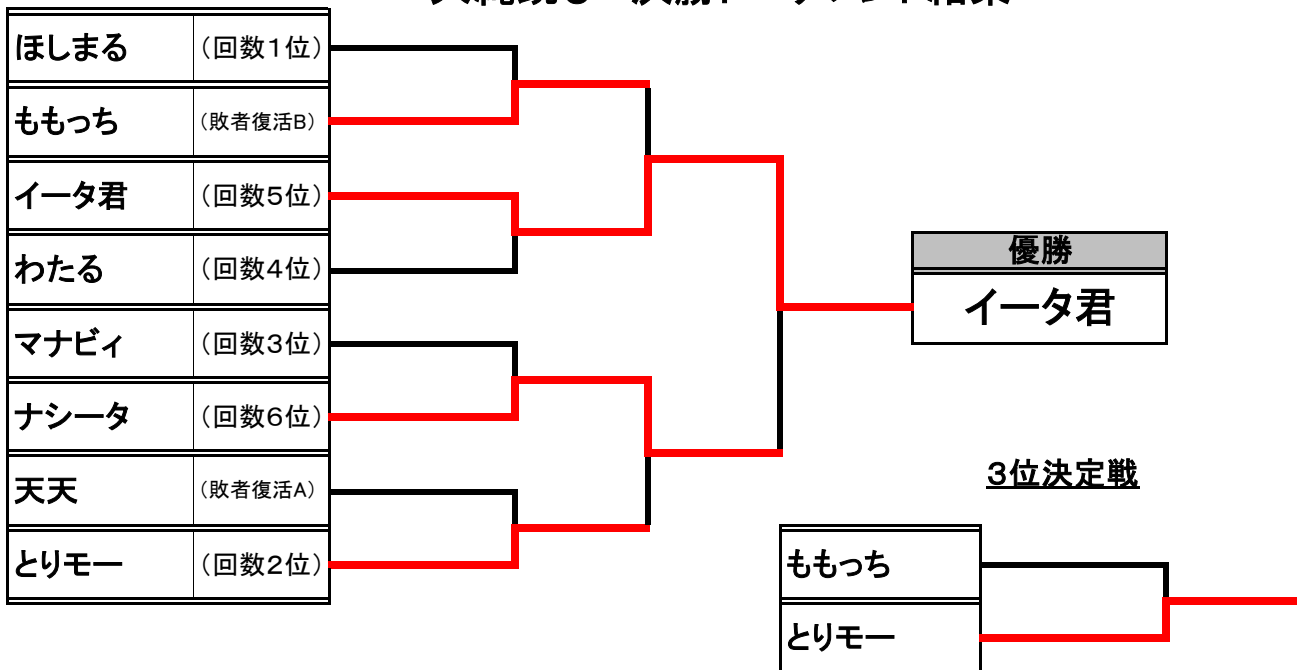 ほしまる (回数1位)
ももっち (敗者復活B)
イータ君 (回数5位)
わたる (回数4位)
マナビィ (回数3位)
ナシータ (回数6位)
天天 (敗者復活A)
とりモー (回数2位)
優勝
イータ君
3位決定戦
ももっち
とりモー